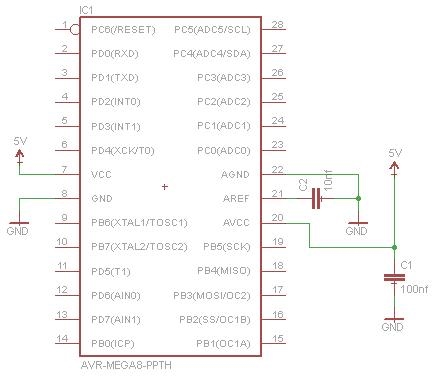 IC1
1 PC6(/RESET) PC5(ADC5/SCL) 28
2 PD0(RXD) PC4(ADC4/SDA) 27
3 PD1(TXD) PC3(ADC3) 26
4 PD2(INT0) PC2(ADC2) 25
5 PD3(INT1) PC1(ADC1) 24
6 PD4(XCK/T0) PC0(ADC0) 23
5V
5V
7 VCC AGND 22
8 GND AREF 21
C2
10nf
9 PB6(XTAL1/TOSC1) AVCC 20
GND
GND
10 PB7(XTAL2/TOSC2) PB5(SCK) 19
11 PD5(T1) PB4(MISO) 18
C1
100nf
12 PD6(AIN0) PB3(MOSI/OC2) 17
13 PD7(AIN1) PB2(SS/OC1B) 16
GND
14 PB0(ICP) PB1(OC1A) 15
AVR-MEGA8-PPTH